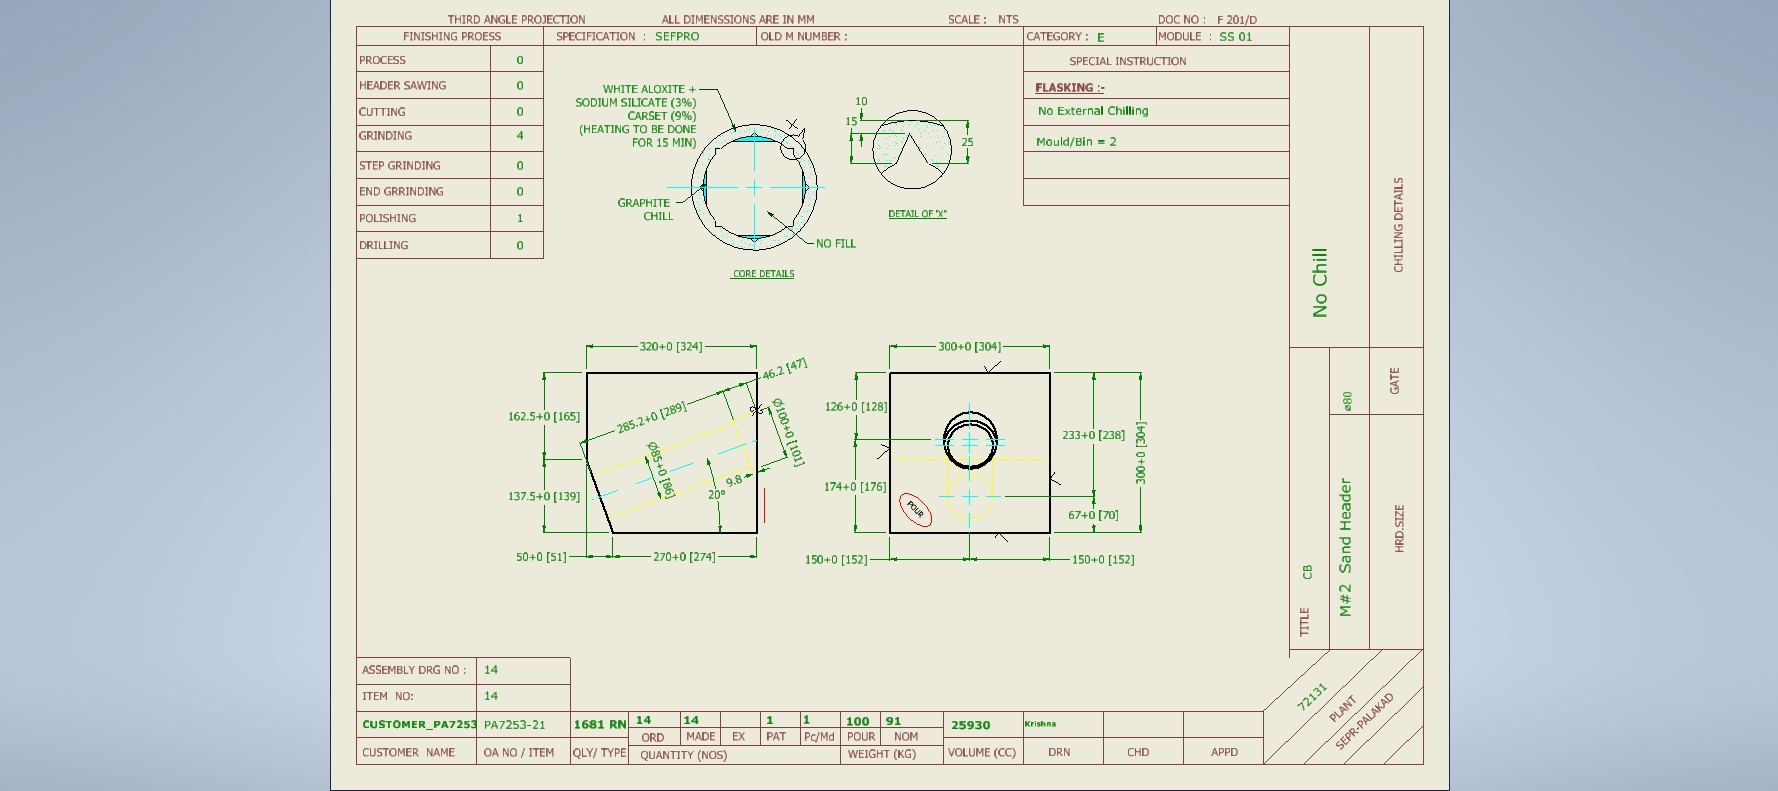 THIRD ANGLE PROJECTION ALL DIMENSSIONS ARE IN MM SCALE : NTS DOC NO : F 201/D
FINISHING PROESS SPECIFICATION : SEFPRO OLD M NUMBER : CATEGORY : E MODULE : SS 01
PROCESS 0
HEADER SAWING 0
CUTTING 0
GRINDING 4
STEP GRINDING 0
END GRRINDING 0
POLISHING 1
DRILLING 0
WHITE ALOXITE +
SODIUM SILICATE (3%)
CARSET (9%)
(HEATING TO BE DONE
FOR 15 MIN)
X
GRAPHITE
CHILL
NO FILL
CORE DETAILS
10
15
25
DETAIL OF "X"
SPECIAL INSTRUCTION
FLASKING :-
No External Chilling
Mould/Bin = 2
No Chill
CHILLING DETAILS
320+0 [324]
46.2 [47]
162.5+0 [165]
285.2+0 [289]
Ø100+0 [101]
Ø85+0 [86]
137.5+0 [139]
20°
9.8
50+0 [51]
270+0 [274]
300+0 [304]
126+0 [128]
233+0 [238]
300+0 [304]
174+0 [176]
POUR
67+0 [70]
150+0 [152]
150+0 [152]
ø80
GATE
M#2 Sand Header
HRD.SIZE
CB
TITLE
ASSEMBLY DRG NO : 14
ITEM NO: 14
CUSTOMER_PA7253 PA7253-21 1681 RN 14 14 1 1 100 91 25930 Krishna
ORD MADE EX PAT Pc/Md POUR NOM
CUSTOMER NAME OA NO / ITEM QLY/ TYPE QUANTITY (NOS) WEIGHT (KG) VOLUME (CC) DRN CHD APPD
72131
PLANT
SEPR-PALAKAD